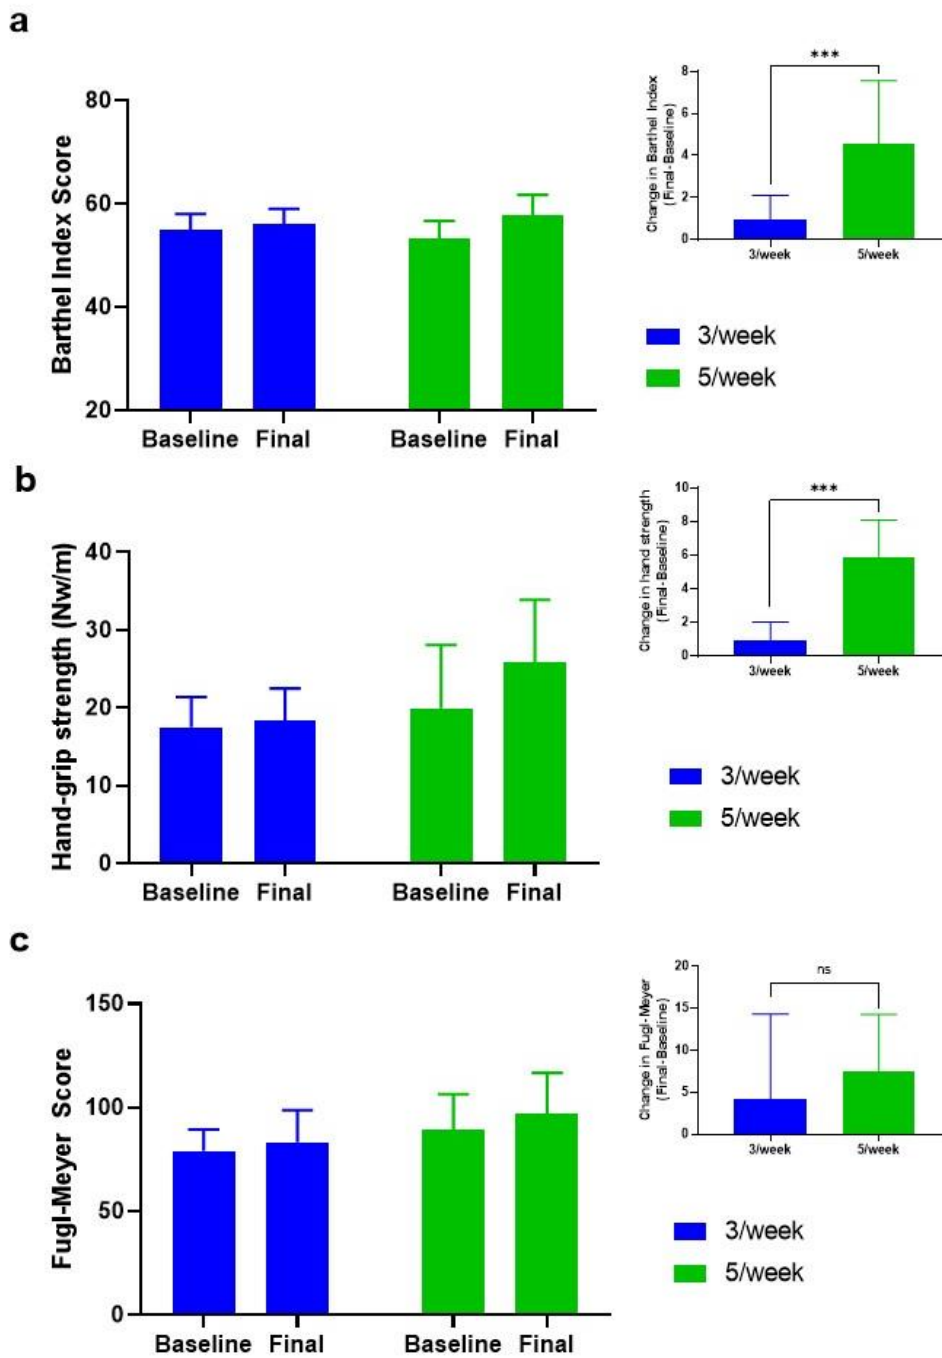 a
Barthel Index Score
80
60
40
20
Baseline Final Baseline Final
Change in Barthel Index
(Final-Baseline)
8
6
4
2
0
***
3/week 5/week
3/week
5/week
b
Hand-grip strength (Nw/m)
40
30
20
10
0
Baseline Final Baseline Final
Change in hand strength
(Final-Baseline)
10
8
6
4
2
0
***
3/week 5/week
3/week
5/week
c
Fugl-Meyer Score
150
100
50
0
Baseline Final Baseline Final
Change in Fugl-Meyer
(Final-Baseline)
20
15
10
5
0
ns
3/week 5/week
3/week
5/week